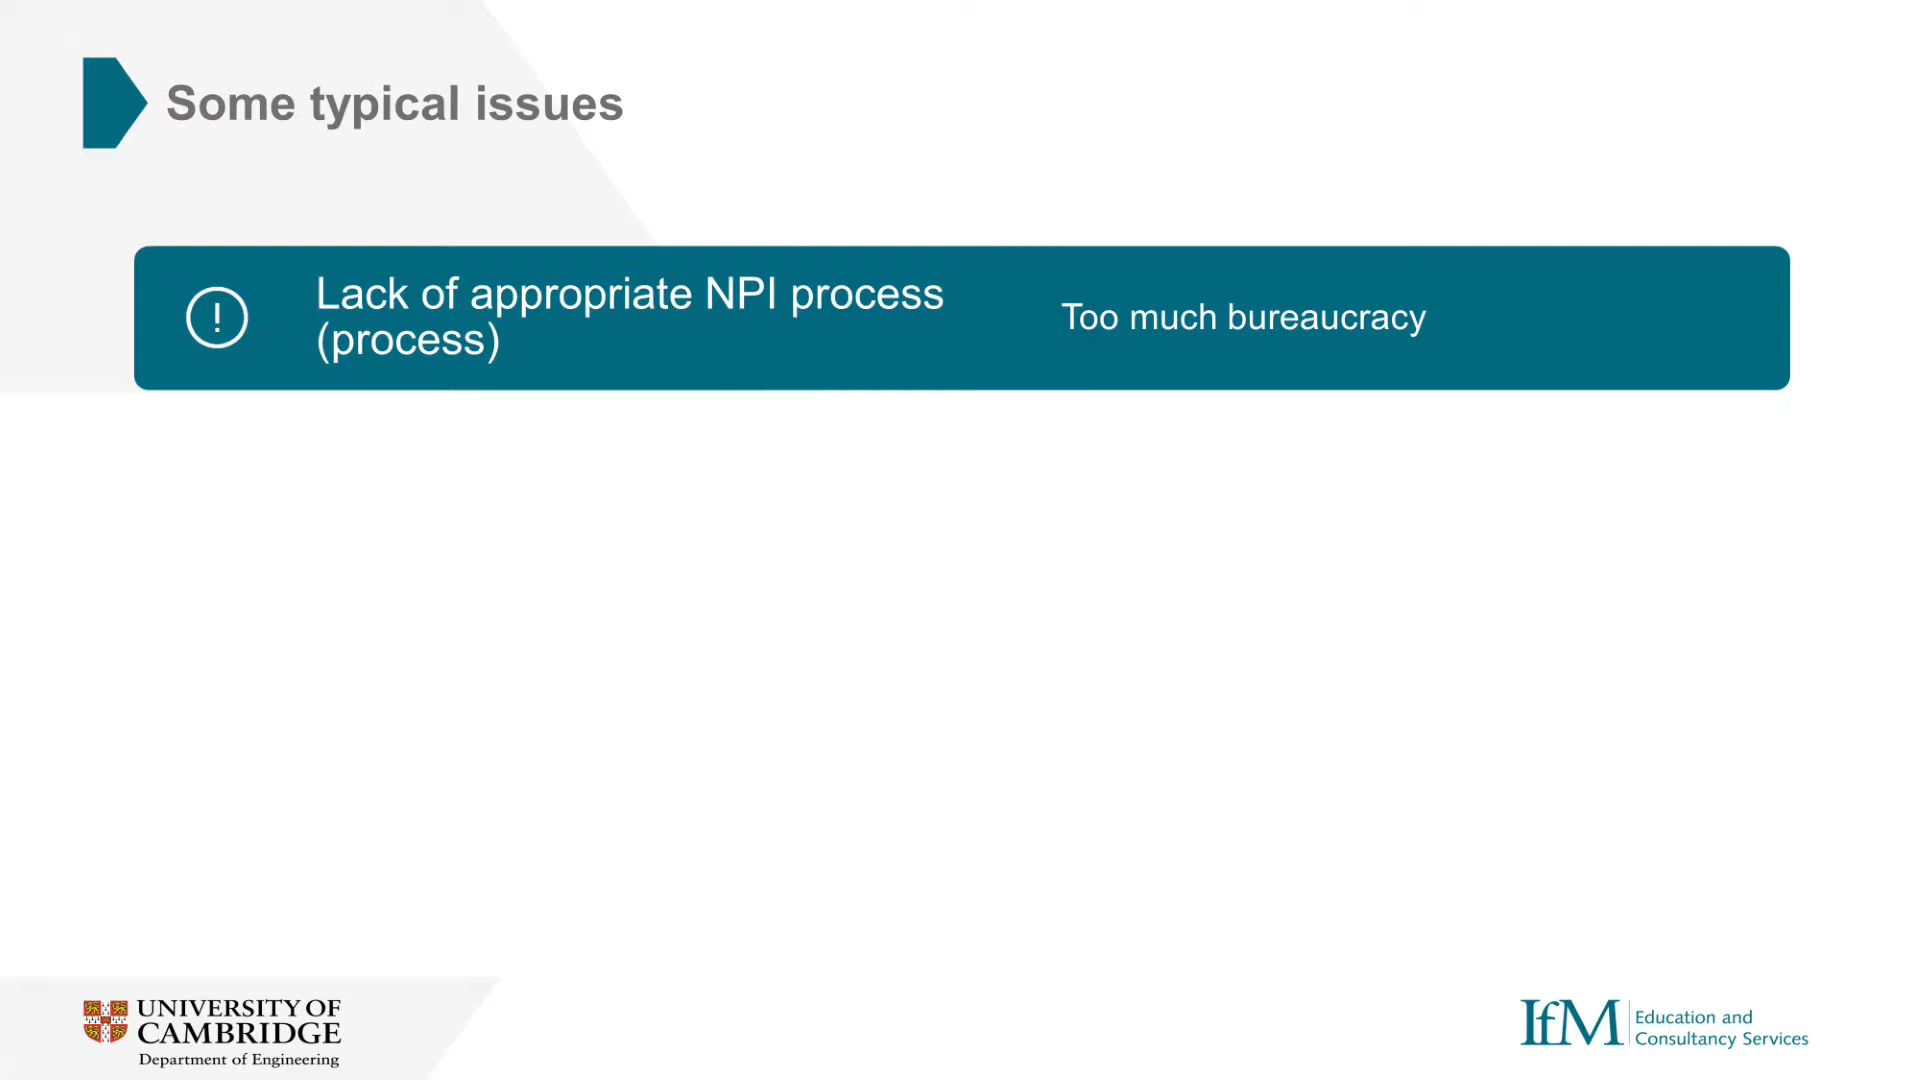 Some typical issues
!
Lack of appropriate NPI process
(process)
Too much bureaucracy
UNIVERSITY OF
CAMBRIDGE
Department of Engineering
IfM
Education and
Consultancy Services